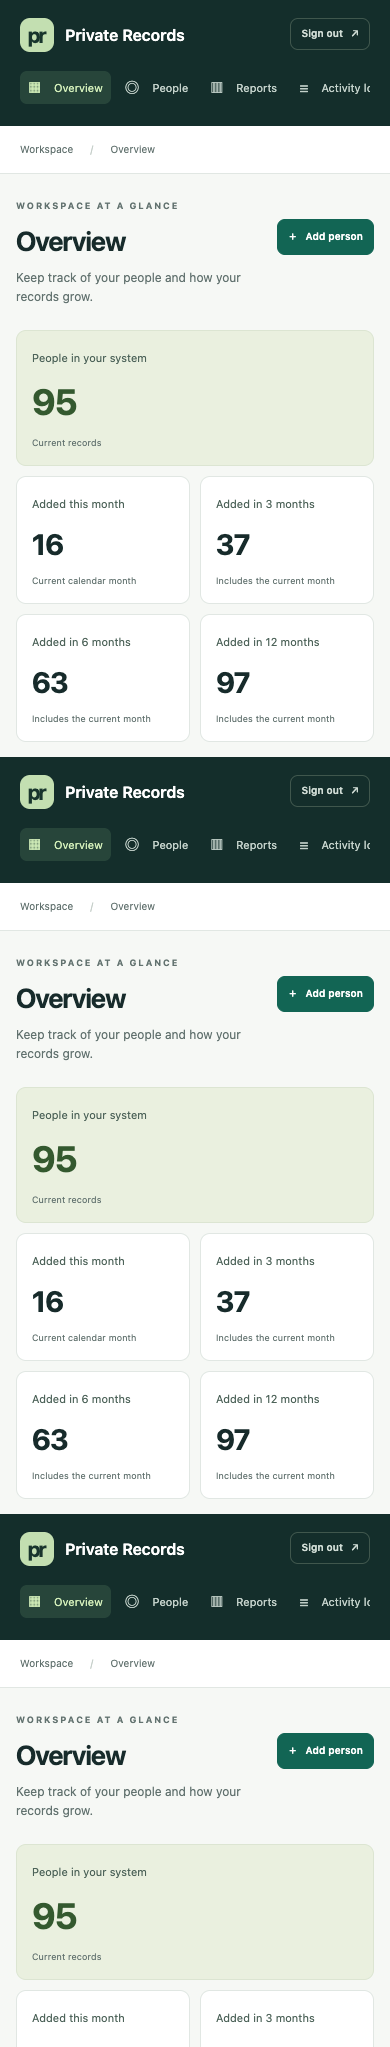 pr Private Records Sign out ↗
Overview People Reports Activity lo
Workspace / Overview
WORKSPACE AT A GLANCE
Overview
+ Add person
Keep track of your people and how your
records grow.
People in your system
95
Current records
Added this month
16
Current calendar month
Added in 3 months
37
Includes the current month
Added in 6 months
63
Includes the current month
Added in 12 months
97
Includes the current month
pr Private Records Sign out ↗
Overview People Reports Activity lo
Workspace / Overview
WORKSPACE AT A GLANCE
Overview
+ Add person
Keep track of your people and how your
records grow.
People in your system
95
Current records
Added this month
16
Current calendar month
Added in 3 months
37
Includes the current month
Added in 6 months
63
Includes the current month
Added in 12 months
97
Includes the current month
pr Private Records Sign out ↗
Overview People Reports Activity lo
Workspace / Overview
WORKSPACE AT A GLANCE
Overview
+ Add person
Keep track of your people and how your
records grow.
People in your system
95
Current records
Added this month
Added in 3 months